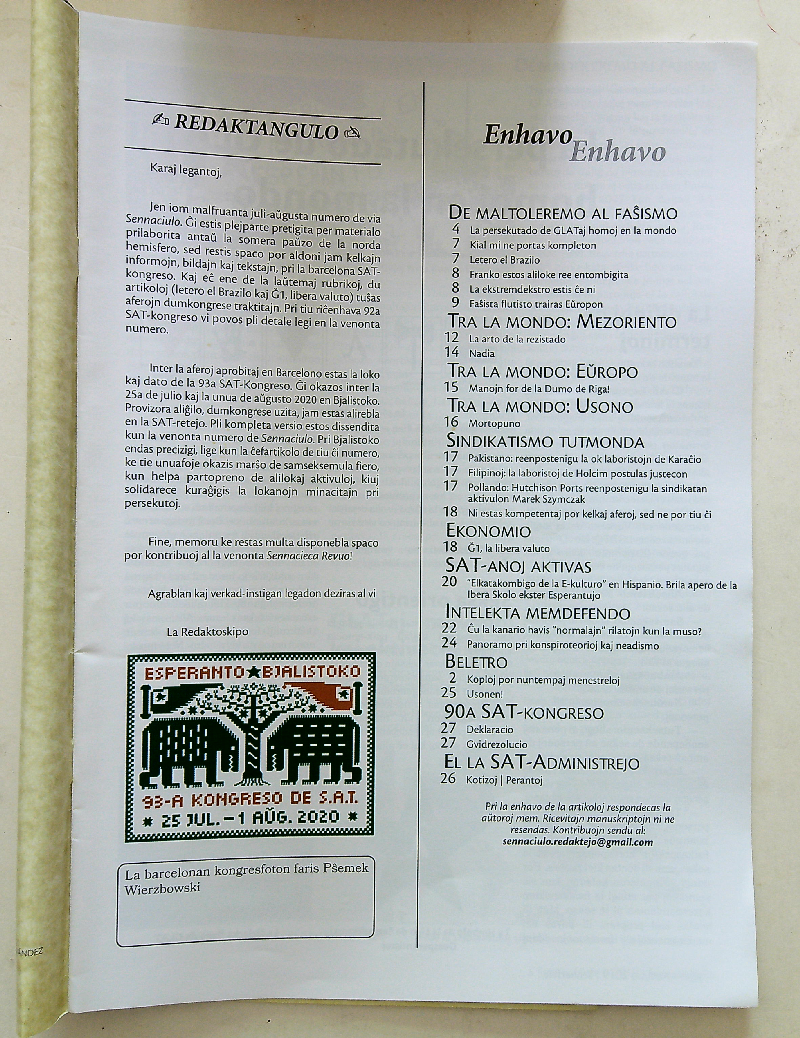 ✍ REDAKTANGULO ✍
Karaj legantoj,
Jen iom malfruanta juli-aŭgusta numero de via
Sennaciulo. Ĝi estis plejparte pretigita per materialo
prilaborita antaŭ la somera paŭzo de la norda
hemisfero, sed restis spaco por aldoni jam kelkajn
informojn, bildajn kaj tekstajn, pri la barcelona SAT-
kongreso. Kaj eĉ ene de la laŭtemaj rubrikoj, du
artikoloj (letero el Brazilo kaj Ĝ1, libera valuto) tuŝas
aferojn dumkongrese traktitajn. Pri tiu riĉenhava 92a
SAT-kongreso vi povos pli detale legi en la venonta
numero.
Inter la aferoj aprobitaj en Barcelono estas la loko
kaj dato de la 93a SAT-Kongreso. Ĝi okazos inter la
25a de julio kaj la unua de aŭgusto 2020 en Bjalistoko.
Provizora aliĝilo, dumkongrese uzita, jam estas alirebla
en la SAT-retejo. Pli kompleta versio estos dissendita
kun la venonta numero de Sennaciulo. Pri Bjalistoko
endas precizigi, lige kun la ĉefartikolo de tiu ĉi numero,
ke tie unuafoje okazis marŝo de samseksemula fiero,
kun helpa partopreno de alilokaj aktivuloj, kiuj
solidarece kuraĝigis la lokanojn minacitajn pri
persekutoj.
Fine, memoru ke restas multa disponebla spaco
por kontribuoj al la venonta Sennacieca Revuo!
Agrablan kaj verkad-instigan legadon deziras al vi
La Redaktoskipo
ESPERANTO★BJALISTOKO
93-A KONGRESO DE S.A.T.
* 25 JUL.–1 AŬG. 2020 *
La barcelonan kongresfoton faris Pŝemek
Wierzbowski
ÁNDEZ
Enhavo
Enhavo
DE MALTOLEREMO AL FAŜISMO
4 La persekutado de GLATaj homoj en la mondo
7 Kial mi ne portas kompleton
7 Letero el Brazilo
8 Franko estos aliloke ree entombigita
8 La ekstremdekstro estis ĉe ni
9 Faŝista flutisto trairas Eŭropon
TRA LA MONDO: MEZORIENTO
12 La arto de la rezistado
14 Nadia
TRA LA MONDO: EŬROPO
15 Manojn for de la Dumo de Riga!
TRA LA MONDO: USONO
16 Mortopuno
SINDIKATISMO TUTMONDA
17 Pakistano: reenpostenigu la ok laboristojn de Karaĉio
17 Filipinoj: la laboristoj de Holcim postulas justecon
17 Pollando: Hutchison Ports reenpostenigu la sindikatan
aktivulon Marek Szymczak
18 Ni estas kompetentaj por kelkaj aferoj, sed ne por tiu ĉi
EKONOMIO
18 Ĝ1, la libera valuto
SAT-ANOJ AKTIVAS
20 "Elkatakombigo de la E-kulturo" en Hispanio. Brila apero de la
Ibera Skolo ekster Esperantujo
INTELEKTA MEMDEFENDO
22 Ĉu la kanario havis "normalajn" rilatojn kun la muso?
24 Panoramo pri konspiroteorioj kaj neadismo
BELETRO
2 Koploj por nuntempaj menestreloj
25 Usonen!
90A SAT-KONGRESO
27 Deklaracio
27 Gvidrezolucio
EL LA SAT-ADMINISTREJO
26 Kotizoj | Perantoj
Pri la enhavo de la artikoloj respondecas la
aŭtoroj mem. Ricevitajn manuskriptojn ni ne
resendas. Kontribuojn sendu al:
sennaciulo.redaktejo@gmail.com